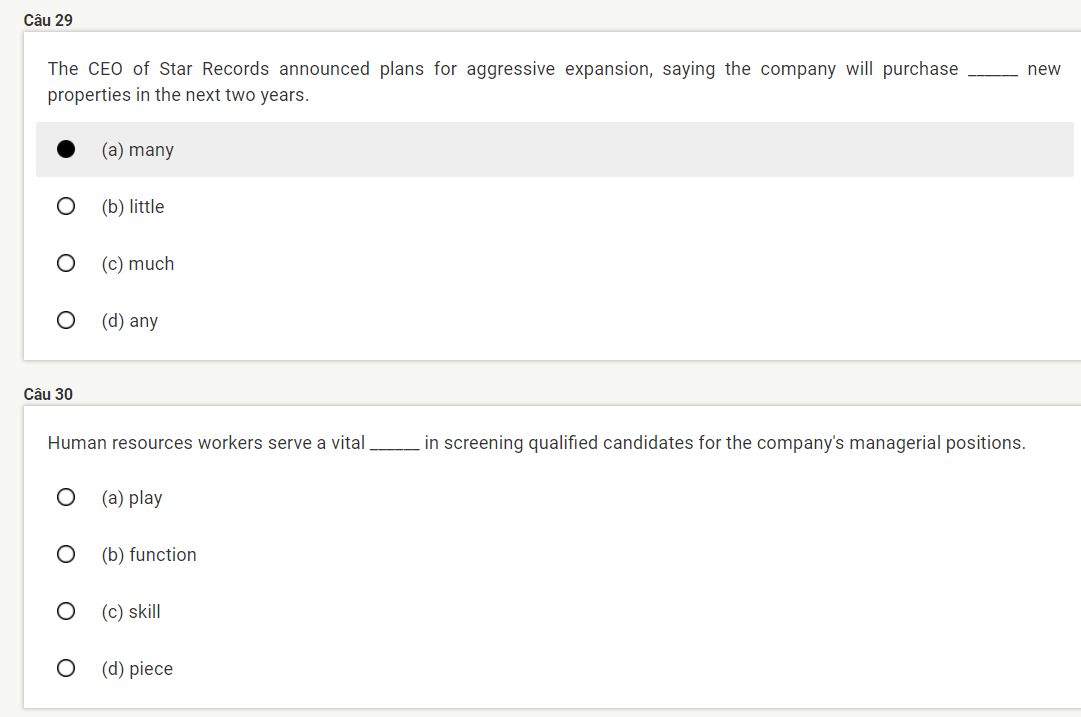 Câu 29
The CEO of Star Records announced plans for aggressive expansion, saying the company will purchase ______ new
properties in the next two years.
(a) many
(b) little
(c) much
(d) any
Câu 30
Human resources workers serve a vital ______ in screening qualified candidates for the company's managerial positions.
(a) play
(b) function
(c) skill
(d) piece